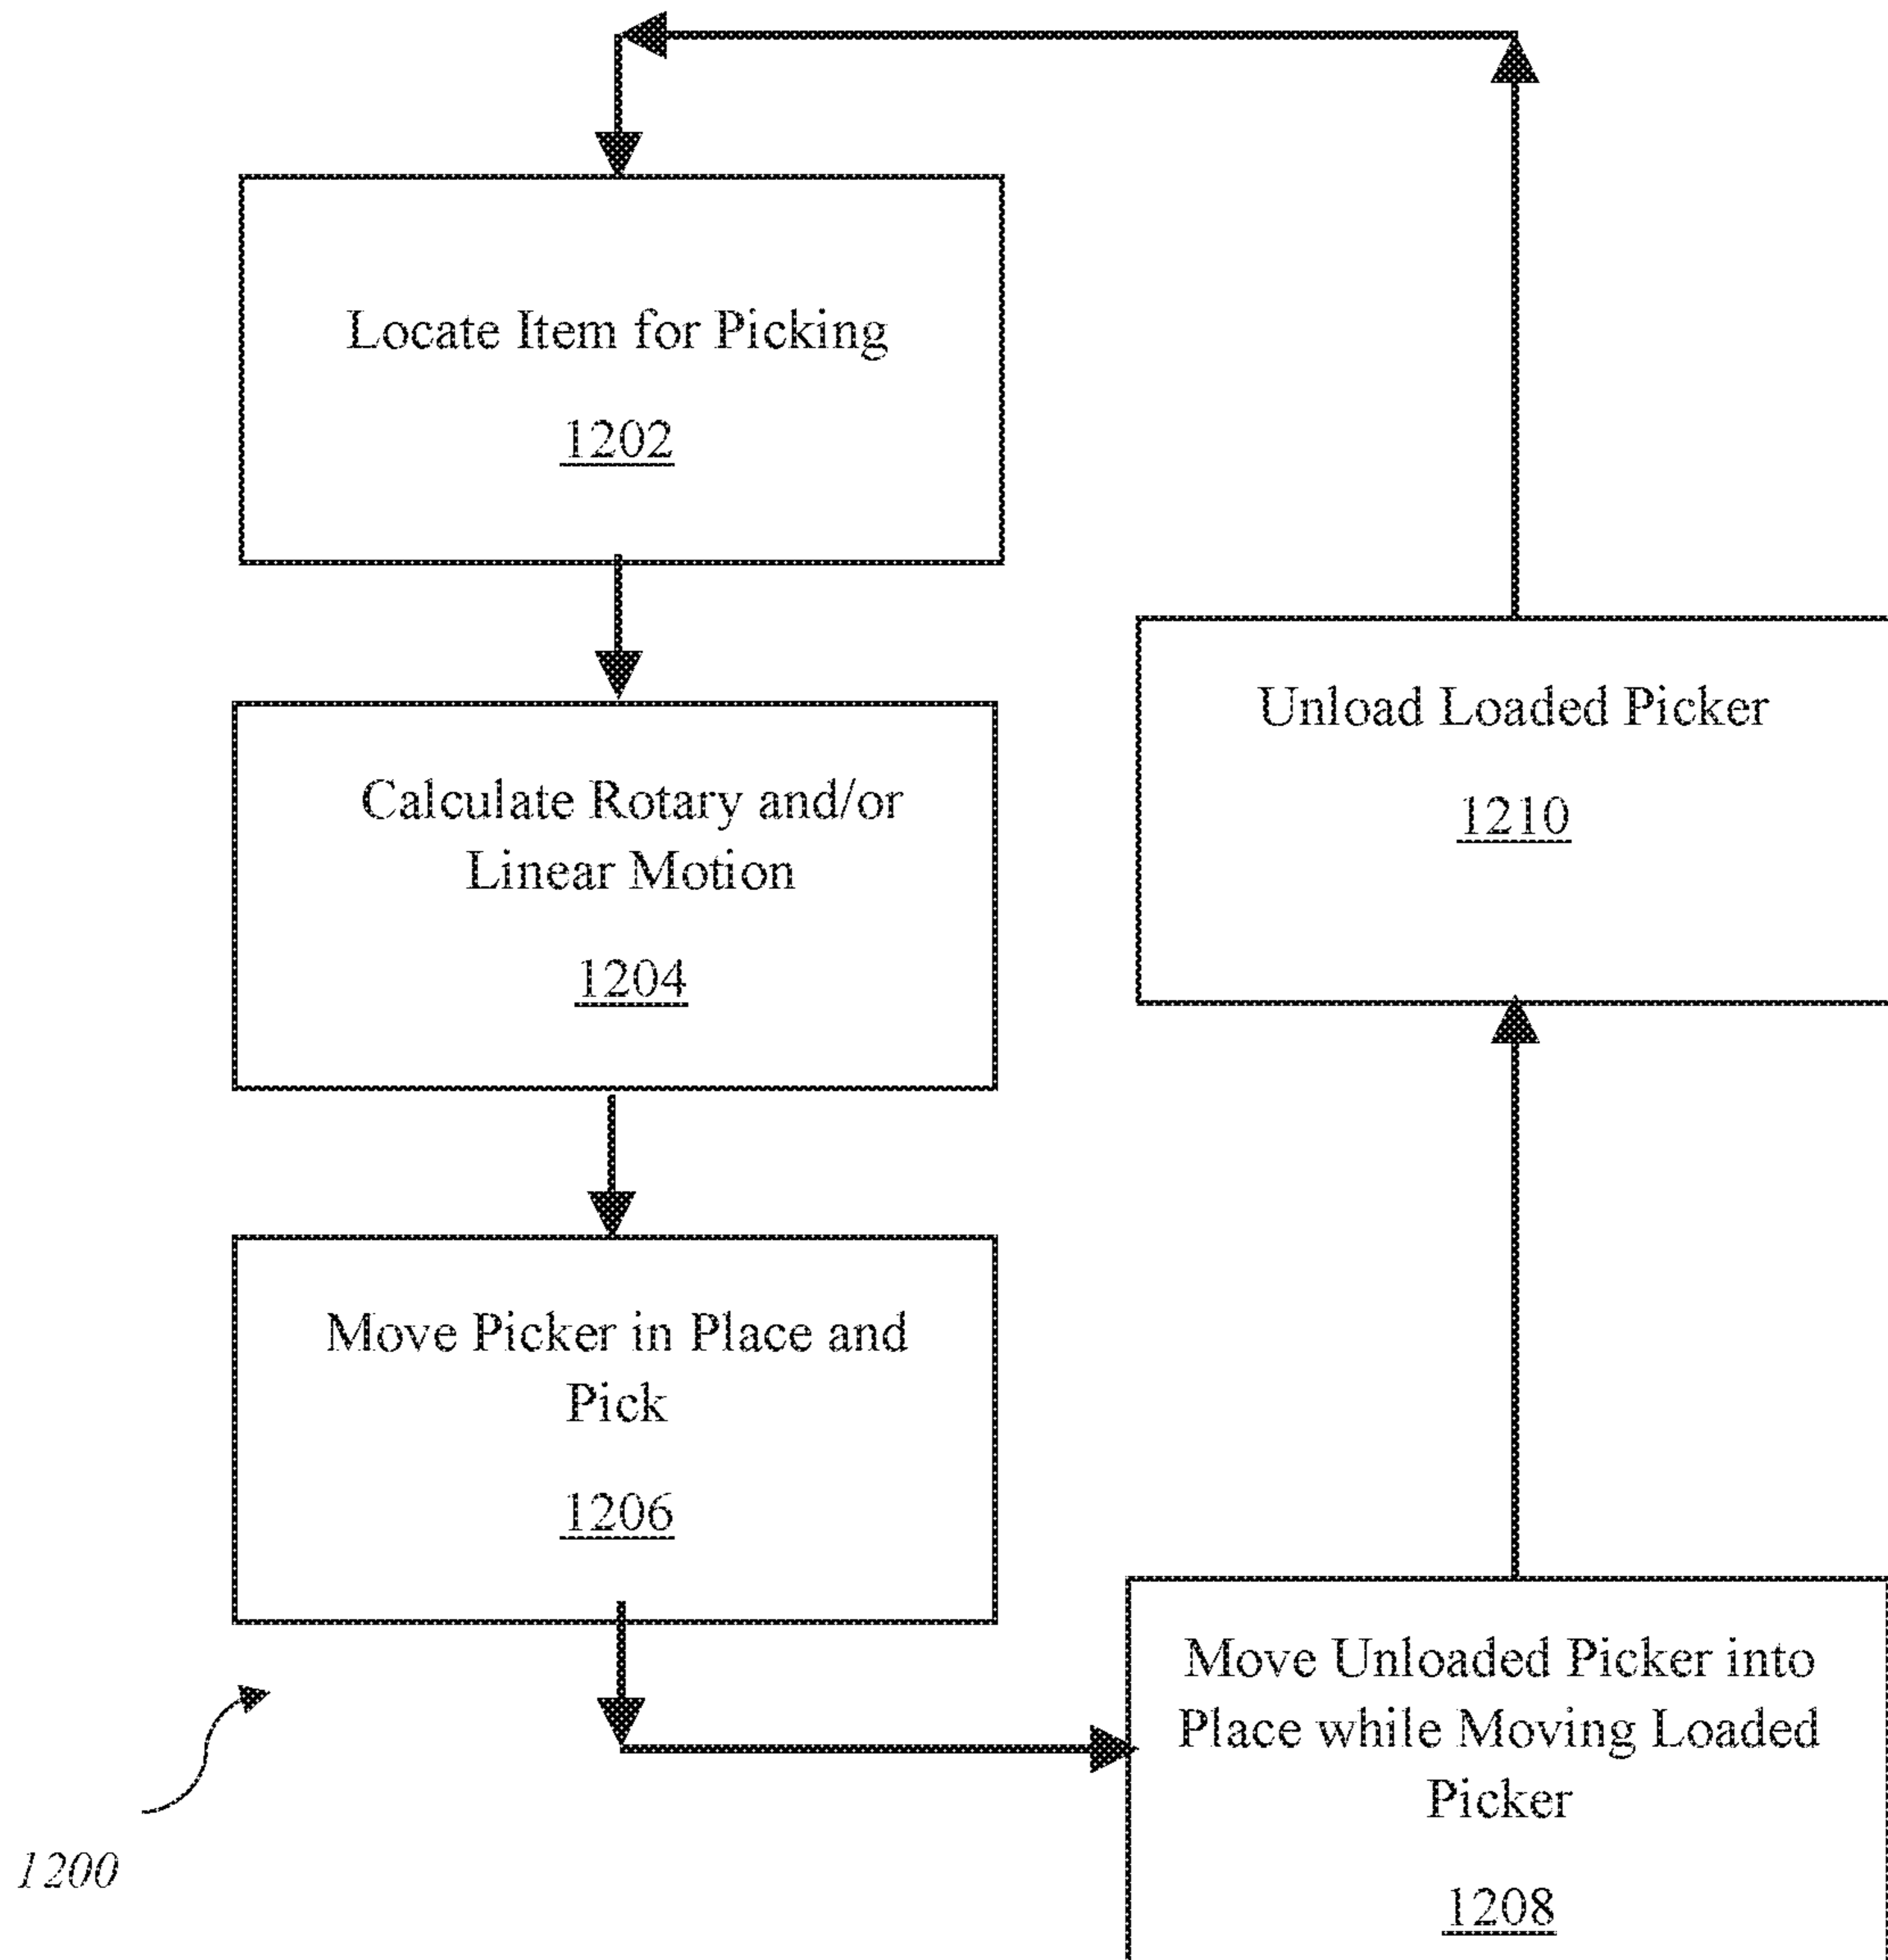 Locate Item for Picking
1202
Calculate Rotary and/or
Linear Motion
1204
Move Picker in Place and
Pick
1206
Move Unloaded Picker into
Place while Moving Loaded
Picker
1208
Unload Loaded Picker
1210
1200